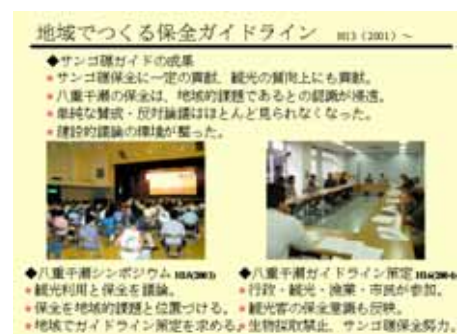 地域でつくる保全ガイドライン H13（2001）～
◆サンゴ礁ガイドの成果
サンゴ礁保全に一定の貢献、観光の質向上にも貢献。
八重干瀬の保全は、地域的課題であるとの認識が浸透。
単純な賛成・反対論議はほとんど見られなくなった。
建設的議論の環境が整った。
◆八重干瀬シンポジウム
観光利用と保全を議論。
保全を地域的課題と位置づける。
地域でガイドライン策定を求める。
◆八重干瀬ガイドライン策定
行政・観光・漁業・市民が参加。
観光客の保全意識も反映。
生物採取禁止、サンゴ礁保全努力。